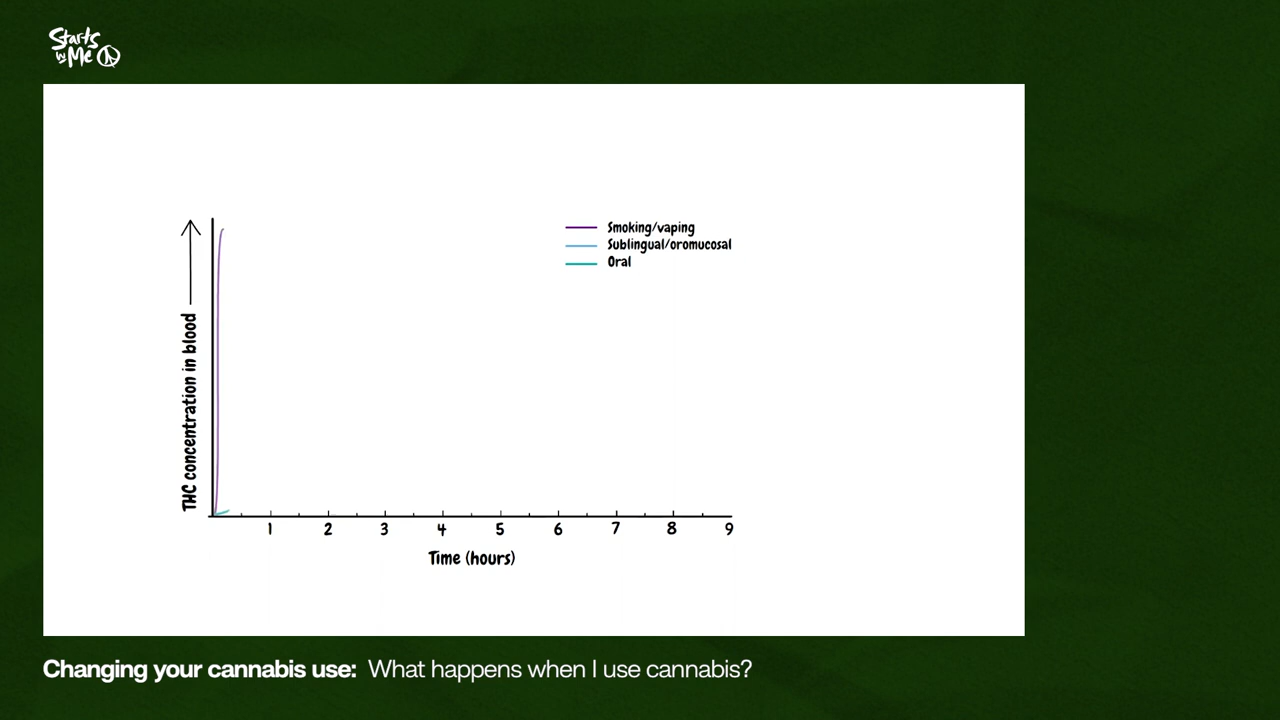 Starts
in Me
Smoking/vaping
Sublingual/oromucosal
Oral
THC concentration in blood
1 2 3 4 5 6 7 8 9
Time (hours)
Changing your cannabis use: What happens when I use cannabis?